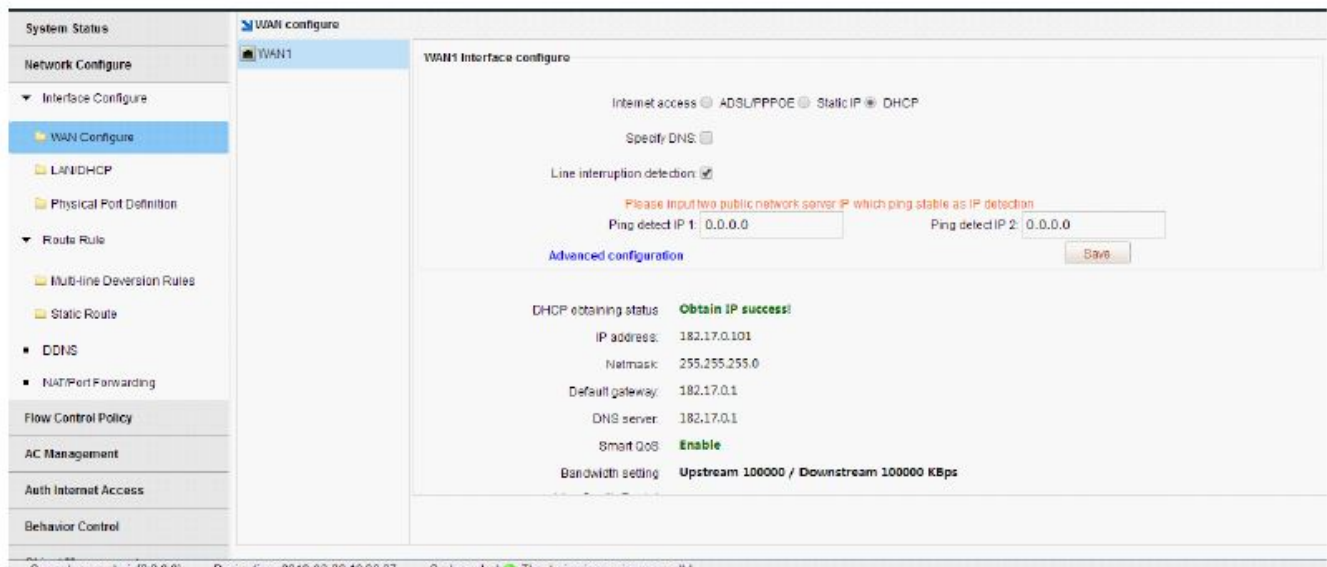 System Status
Network Configure
Interface Configure
WAN Configure
LAN/DHCP
Physical Port Definition
Route Rule
Multi-line Deversion Rules
Static Route
DDNS
NAT/Port Forwarding
Flow Control Policy
AC Management
Auth Internet Access
Behavior Control
WAN configure
WAN1
WAN1 Interface configure
Internet access ADSL/PPPOE Static IP DHCP
Specify DNS:
Line interruption detection:
Please input two public network server IP which ping stable as IP detection
Ping detect IP 1: 0.0.0.0 Ping detect IP 2: 0.0.0.0
Advanced configuration Save
DHCP obtaining status Obtain IP success!
IP address: 182.17.0.101
Netmask: 255.255.255.0
Default gateway: 182.17.0.1
DNS server: 182.17.0.1
Smart QoS Enable
Bandwidth setting Upstream 100000 / Downstream 100000 KBps